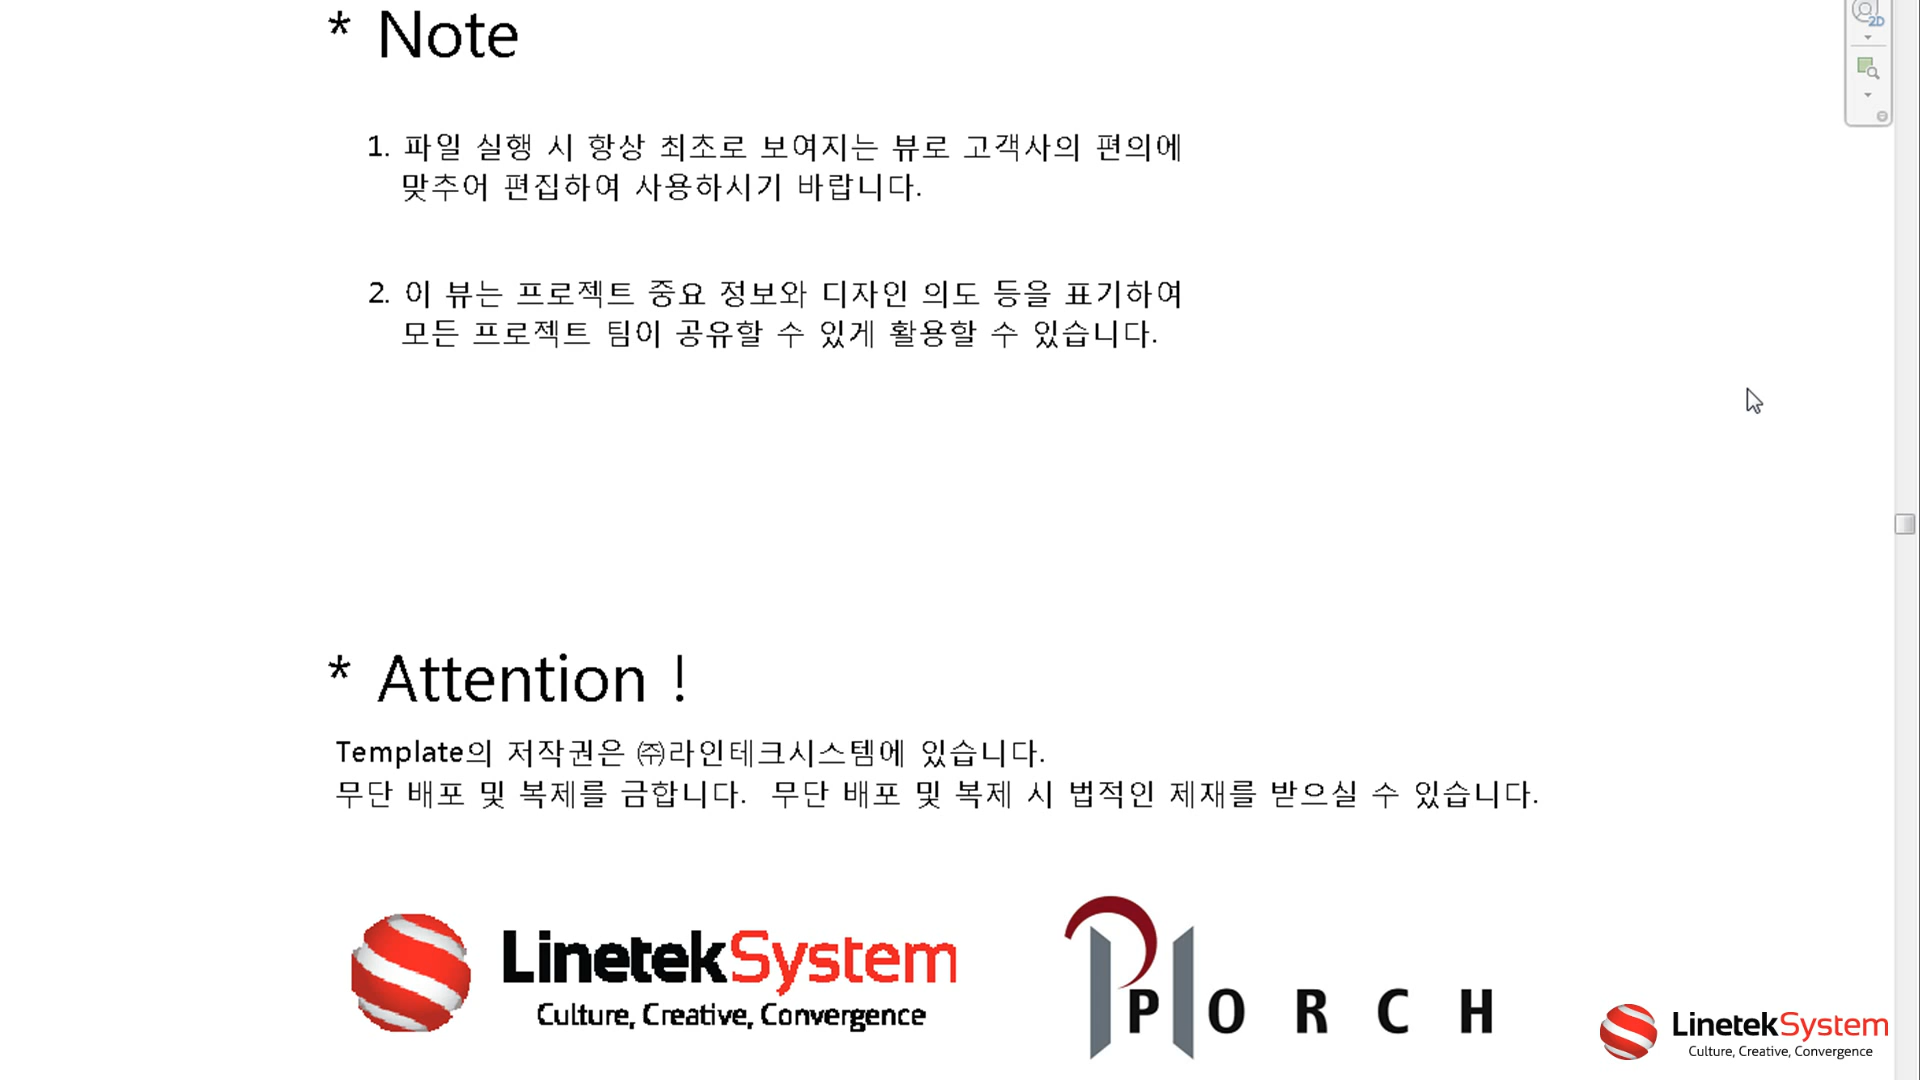 * Note
1. 파일 실행 시 항상 최초로 보여지는 뷰로 고객사의 편의에
맞추어 편집하여 사용하시기 바랍니다.
2. 이 뷰는 프로젝트 중요 정보와 디자인 의도 등을 표기하여
모든 프로젝트 팀이 공유할 수 있게 활용할 수 있습니다.
* Attention !
Template의 저작권은 ㈜라인테크시스템에 있습니다.
무단 배포 및 복제를 금합니다. 무단 배포 및 복제 시 법적인 제재를 받으실 수 있습니다.
LinetekSystem
Culture, Creative, Convergence
PORCH
LinetekSystem
Culture, Creative, Convergence
2D